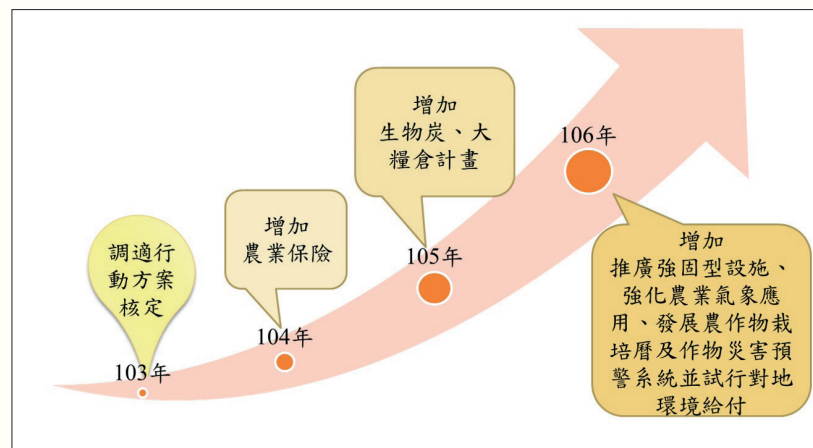 調適行
動方案
核定
103年
增加
農業保險
104年
增加
生物炭、大
糧倉計畫
105年
106年
增加
推廣強固型設施、
強化農業氣象應
用、發展農作物栽
培曆及作物災害預
警系統並試行對地
環境給付